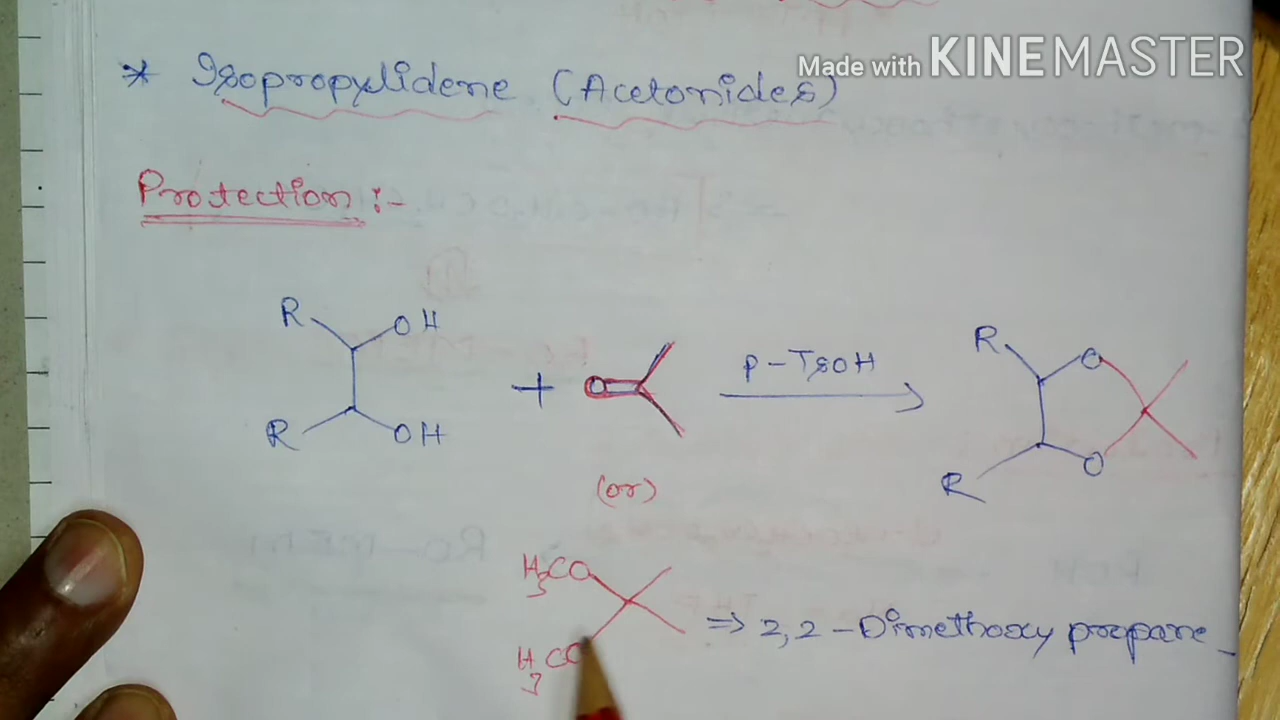 Made with KINEMASTER
* Isopropylidene (Acetonides)
Protection :-
R OH
R OH
+ O
p-TsOH
R O
R O
(or)
H3CO
H3CO
⇒ 2,2-Dimethoxy propane